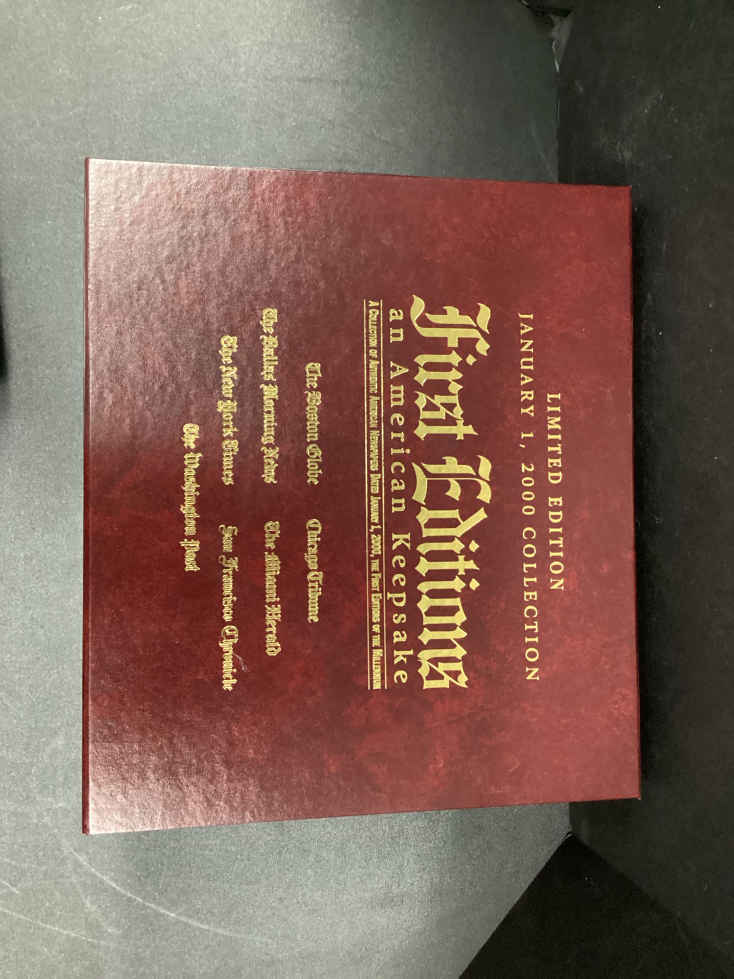 LIMITED EDITION
JANUARY 1, 2000 COLLECTION
First Editions
an American Keepsake
A Collection of Authentic American Newspapers Dated January 1, 2000, the First Editions of the Millennium
The Boston Globe Chicago Tribune
The Dallas Morning News The Miami Herald
The New York Times San Francisco Chronicle
The Washington Post